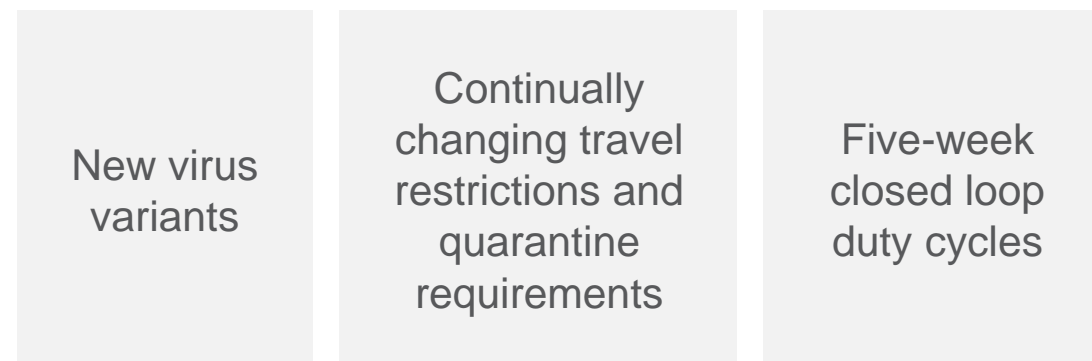 New virus
variants
Continually
changing travel
restrictions and
quarantine
requirements
Five-week
closed loop
duty cycles